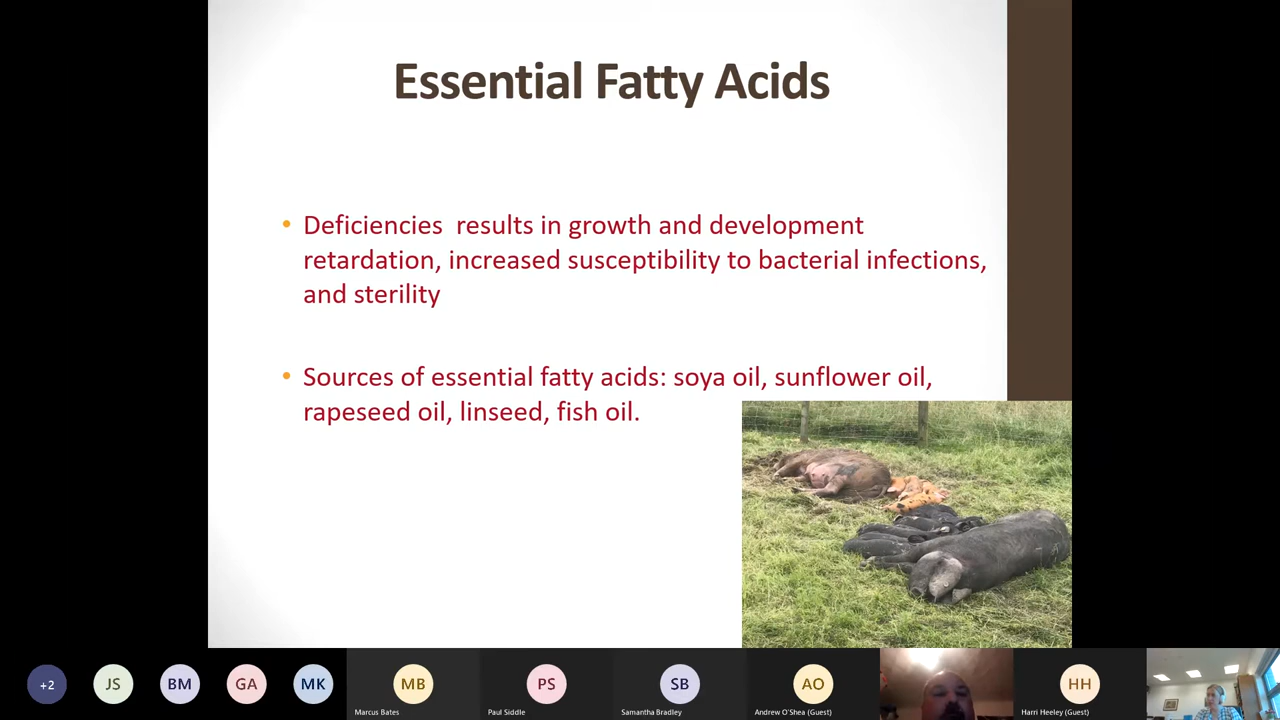 Essential Fatty Acids
• Deficiencies results in growth and development
retardation, increased susceptibility to bacterial infections,
and sterility
• Sources of essential fatty acids: soya oil, sunflower oil,
rapeseed oil, linseed, fish oil.
+2
JS
BM
GA
MK
MB
Marcus Bates
PS
Paul Siddle
SB
Samantha Bradley
AO
Andrew O'Shea (Guest)
HH
Harri Heeley (Guest)